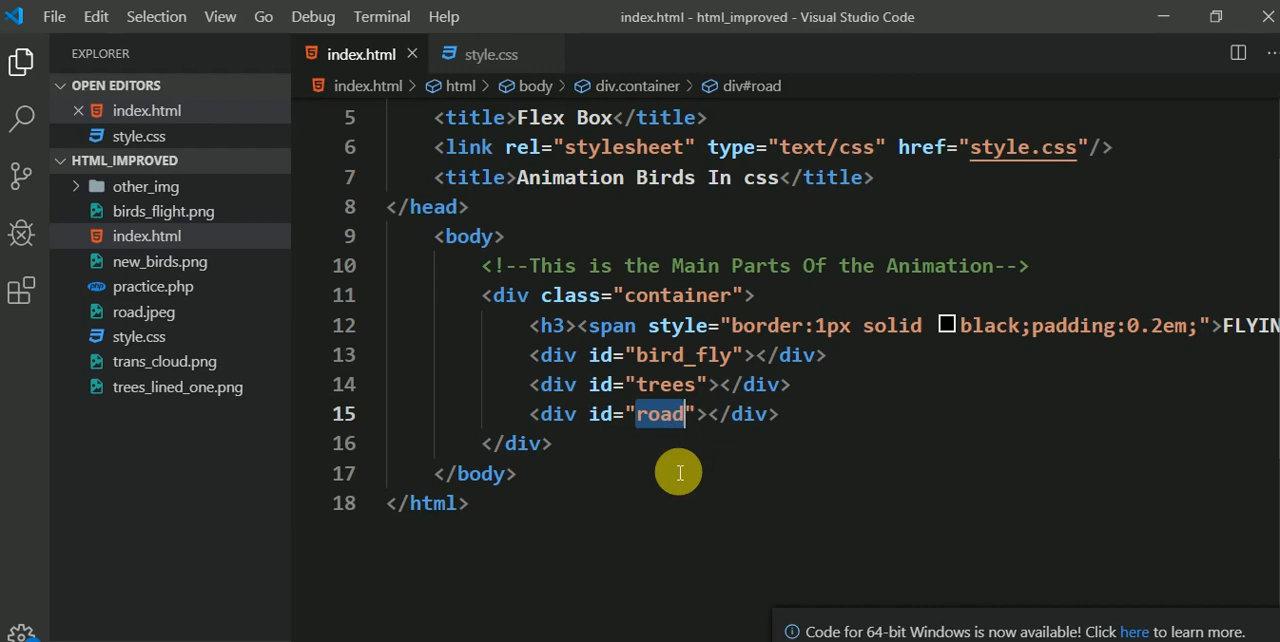 File Edit Selection View Go Debug Terminal Help
index.html - html_improved - Visual Studio Code
EXPLORER
OPEN EDITORS
index.html
style.css
HTML_IMPROVED
other_img
birds_flight.png
index.html
new_birds.png
php practice.php
road.jpeg
style.css
trans_cloud.png
trees_lined_one.png
index.html style.css
index.html > html > body > div.container > div#road
5 <title>Flex Box</title>
6 <link rel="stylesheet" type="text/css" href="style.css"/>
7 <title>Animation Birds In css</title>
8 </head>
9 <body>
10 <!--This is the Main Parts Of the Animation-->
11 <div class="container">
12 <h3><span style="border:1px solid black;padding:0.2em;">FLYIN
13 <div id="bird_fly"></div>
14 <div id="trees"></div>
15 <div id="road"></div>
16 </div>
17 </body>
18 </html>
Code for 64-bit Windows is now available! Click here to learn more.